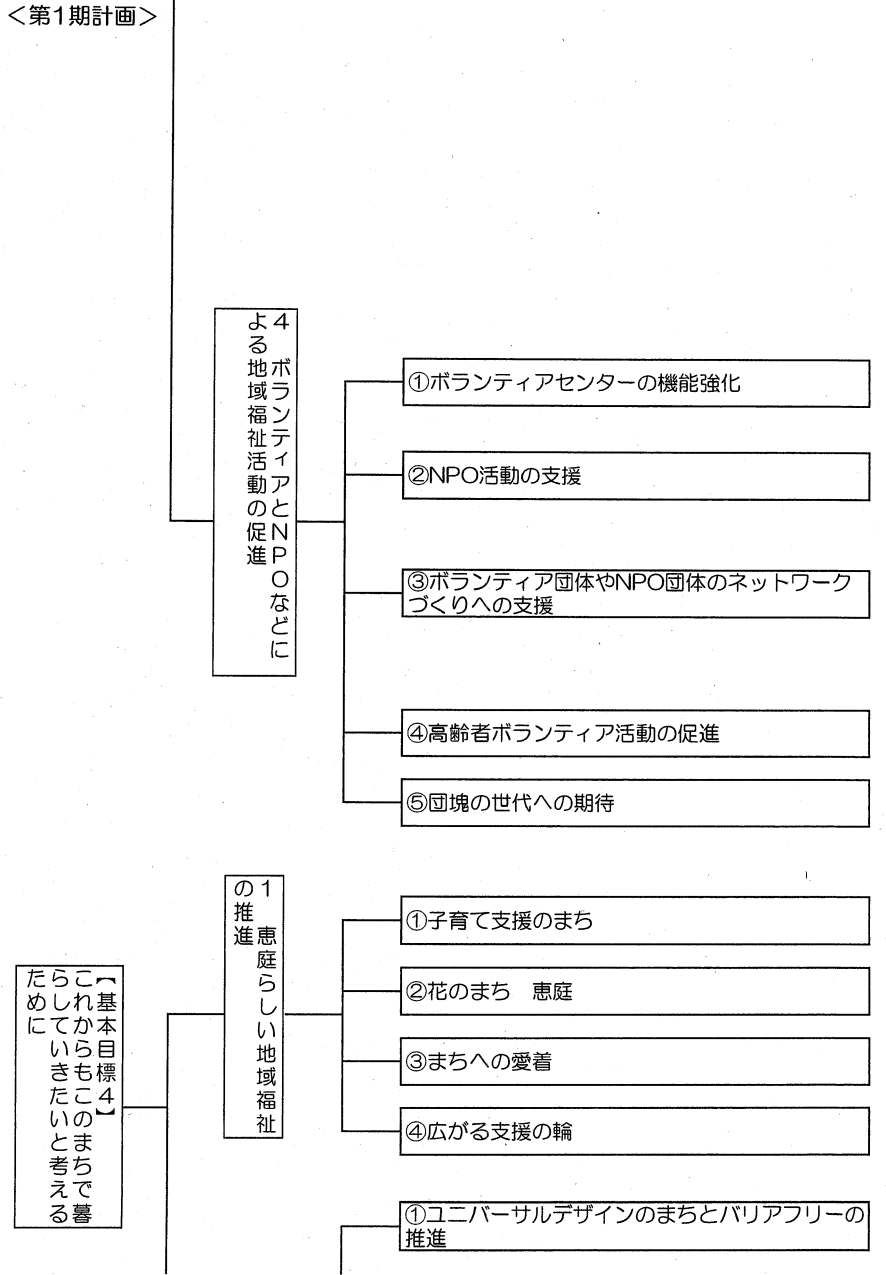 ＜第1期計画＞
4　ボランティアとNPOなどに
よる地域福祉活動の促進
①ボランティアセンターの機能強化
②NPO活動の支援
③ボランティア団体やNPO団体のネットワーク
づくりへの支援
④高齢者ボランティア活動の促進
⑤団塊の世代への期待
【基本目標4】
これからもこのまちで暮
らしていきたいと考える
ために
1　恵庭らしい地域福祉
の推進
①子育て支援のまち
②花のまち　恵庭
③まちへの愛着
④広がる支援の輪
①ユニバーサルデザインのまちとバリアフリーの
推進